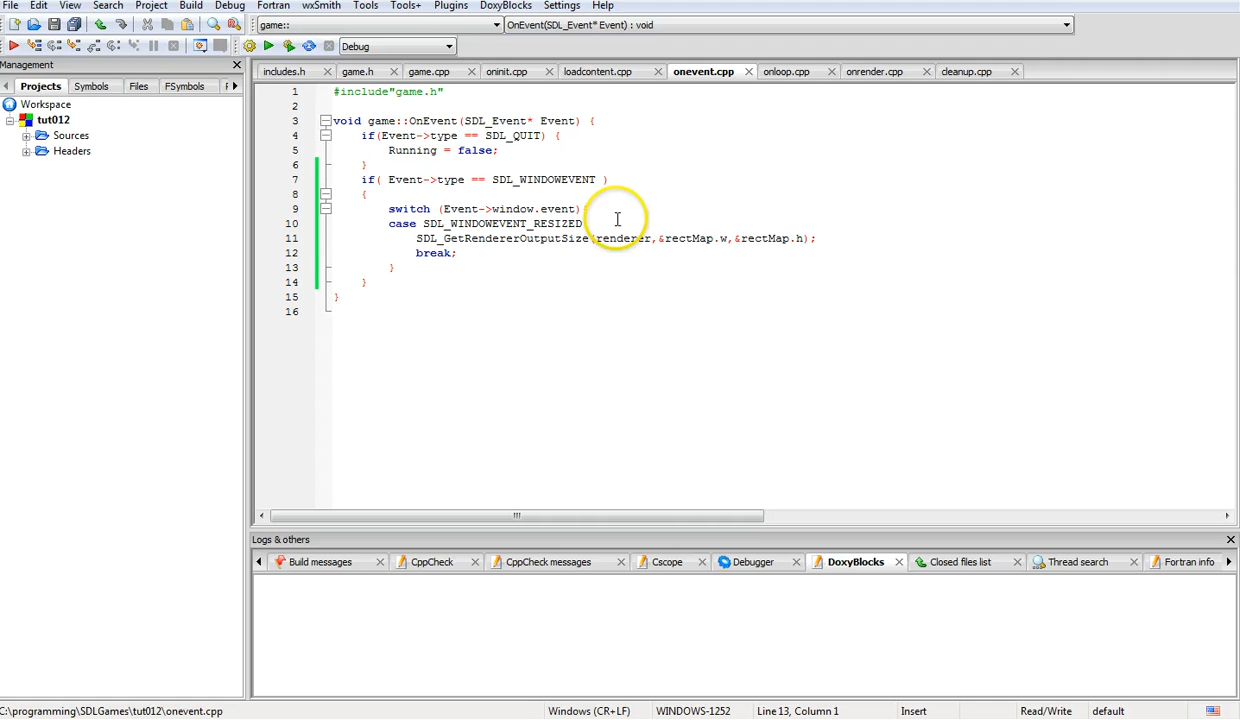 File Edit View Search Project Build Debug Fortran wxSmith Tools Tools+ Plugins DoxyBlocks Settings Help
game:: OnEvent(SDL_Event* Event) : void
Debug
Management
Projects Symbols Files FSymbols F
includes.h game.h game.cpp oninit.cpp loadcontent.cpp onevent.cpp onloop.cpp onrender.cpp cleanup.cpp
Workspace
tut012
Sources
Headers
1 #include"game.h"
2
3 void game::OnEvent(SDL_Event* Event) {
4 if(Event->type == SDL_QUIT) {
5 Running = false;
6 }
7 if( Event->type == SDL_WINDOWEVENT )
8 {
9 switch (Event->window.event)
10 case SDL_WINDOWEVENT_RESIZED
11 SDL_GetRendererOutputSize(renderer,&rectMap.w,&rectMap.h);
12 break;
13 }
14 }
15 }
16
Logs & others
Build messages CppCheck CppCheck messages Cscope Debugger DoxyBlocks Closed files list Thread search Fortran info
C:\programming\SDLGames\tut012\onevent.cpp Windows (CR+LF) WINDOWS-1252 Line 13, Column 1 Insert Read/Write default